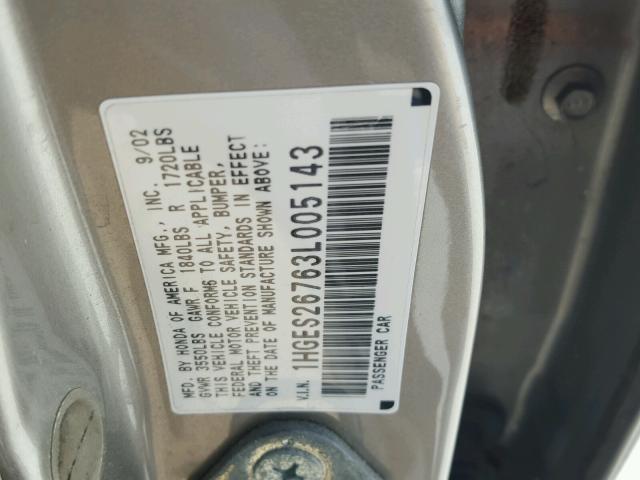 MFD. BY HONDA OF AMERICA MFG., INC. 9/02
GVWR 3550LBS GAWR F 1840LBS R 1720LBS
THIS VEHICLE CONFORMS TO ALL APPLICABLE
FEDERAL MOTOR VEHICLE SAFETY, BUMPER,
AND THEFT PREVENTION STANDARDS IN EFFECT
ON THE DATE OF MANUFACTURE SHOWN ABOVE.
V.I.N. 1HGES26763L005143
PASSENGER CAR